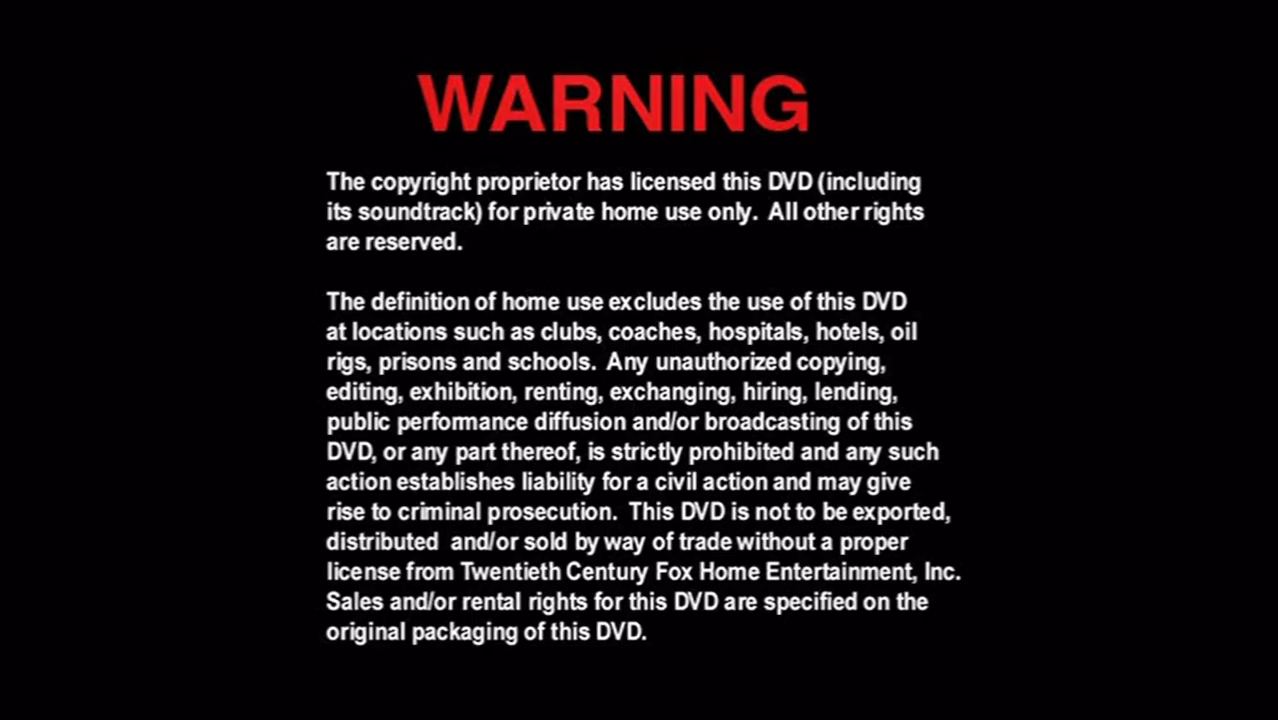 WARNING
The copyright proprietor has licensed this DVD (including
its soundtrack) for private home use only.  All other rights
are reserved.
The definition of home use excludes the use of this DVD
at locations such as clubs, coaches, hospitals, hotels, oil
rigs, prisons and schools.  Any unauthorized copying,
editing, exhibition, renting, exchanging, hiring, lending,
public performance diffusion and/or broadcasting of this
DVD, or any part thereof, is strictly prohibited and any such
action establishes liability for a civil action and may give
rise to criminal prosecution.  This DVD is not to be exported,
distributed  and/or sold by way of trade without a proper
license from Twentieth Century Fox Home Entertainment, Inc.
Sales and/or rental rights for this DVD are specified on the
original packaging of this DVD.